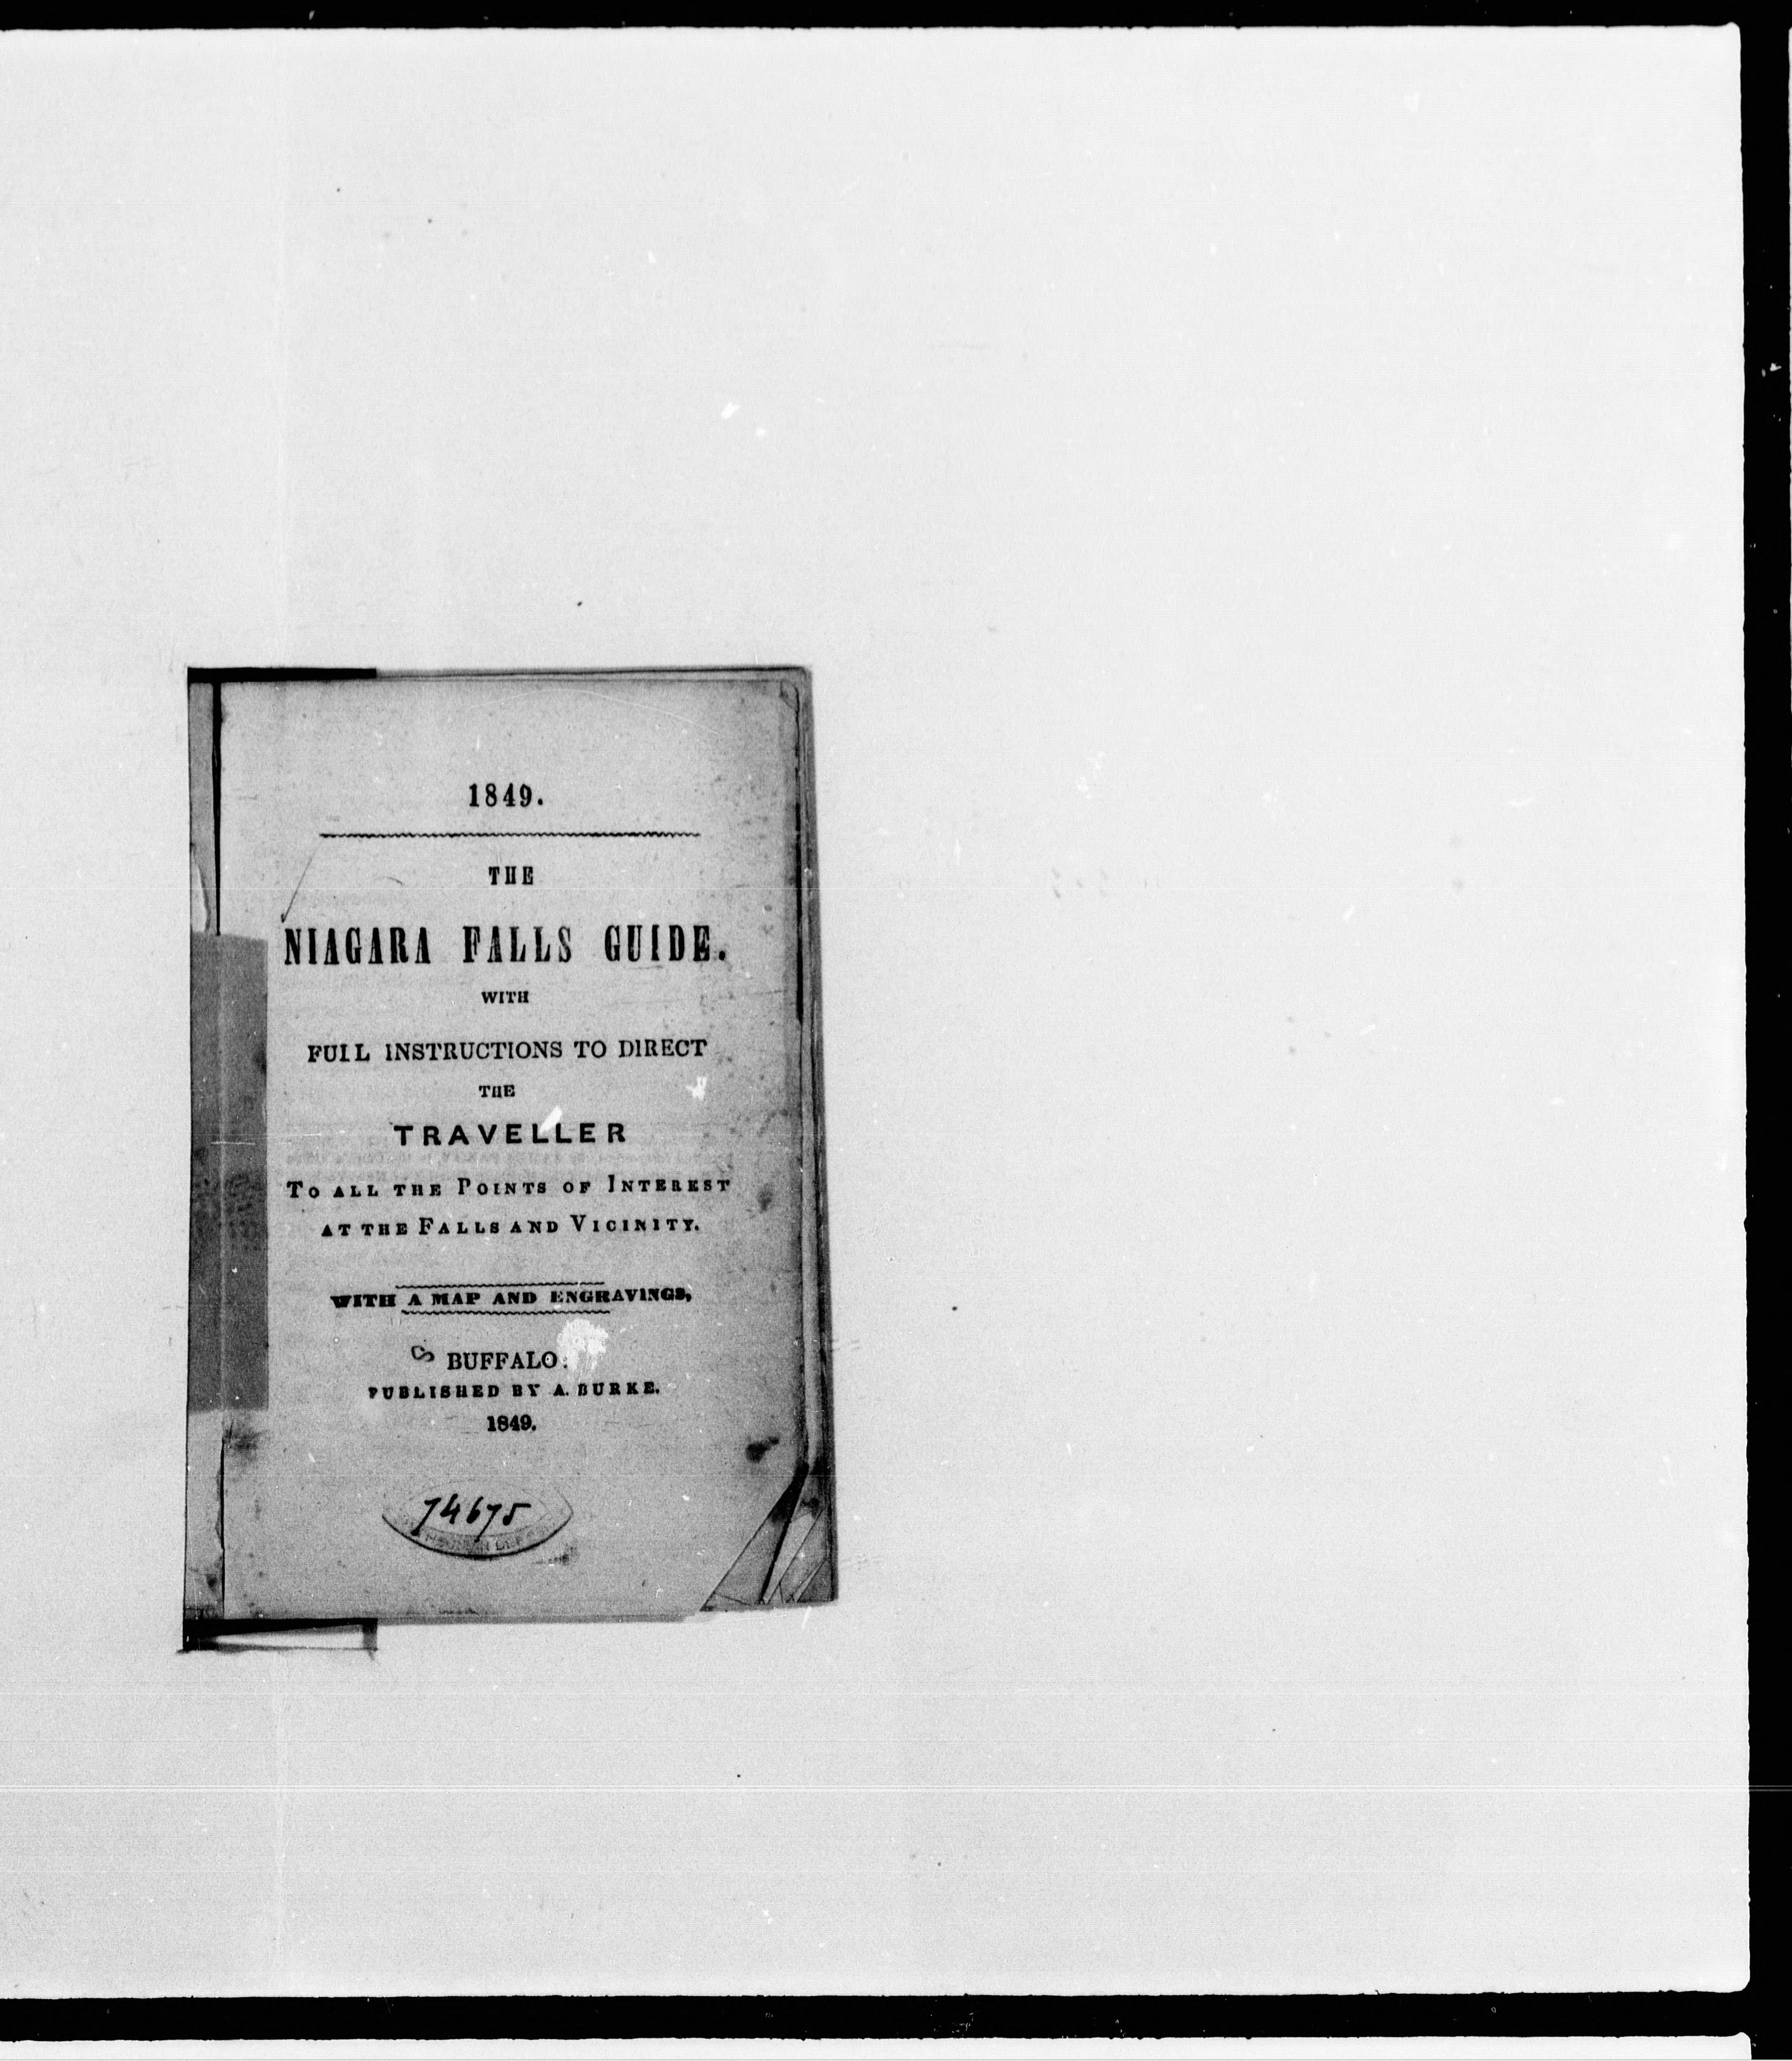 1849.
THE
NIAGARA FALLS GUIDE.
WITH
FULL INSTRUCTIONS TO DIRECT
THE
TRAVELLER
TO ALL THE POINTS OF INTEREST
AT THE FALLS AND VICINITY.
WITH A MAP AND ENGRAVINGS,
BUFFALO:
PUBLISHED BY A. BURKE.
1849.
74675